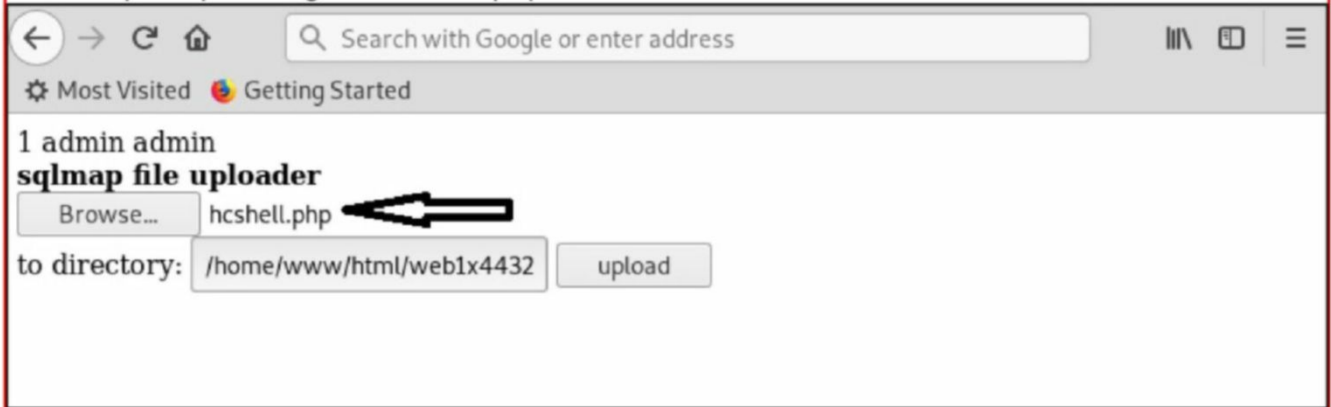 Search with Google or enter address
Most Visited Getting Started
1 admin admin
sqlmap file uploader
Browse... hcshell.php
to directory: /home/www/html/web1x4432 upload